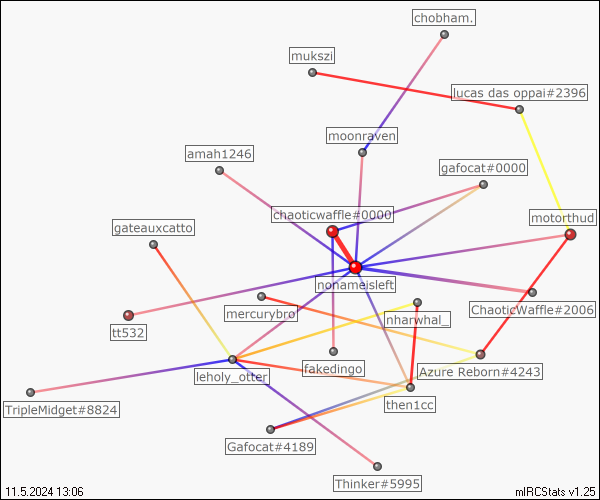 chobham.
mukszi
lucas das oppai#2396
moonraven
amah1246
gafocat#0000
chaoticwaffle#0000
motorthud
gateauxcatto
nonameisleft
ChaoticWaffle#2006
mercurybro
nharwhal_
tt532
fakedingo
Azure Reborn#4243
leholy_otter
then1cc
TripleMidget#8824
Gafocat#4189
Thinker#5995
11.5.2024 13:06
mIRCStats v1.25